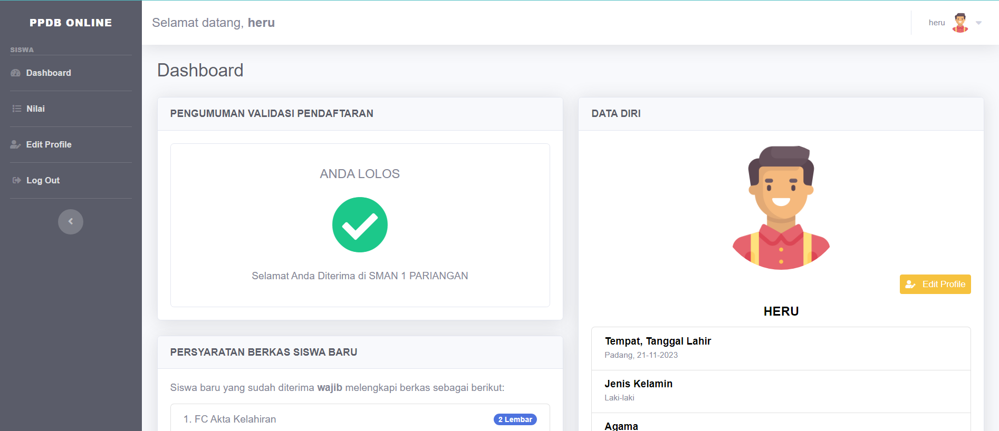 PPDB ONLINE
SISWA
Dashboard
Nilai
Edit Profile
Log Out
Selamat datang, heru
heru
Dashboard
PENGUMUMAN VALIDASI PENDAFTARAN
ANDA LOLOS
Selamat Anda Diterima di SMAN 1 PARIANGAN
PERSYARATAN BERKAS SISWA BARU
Siswa baru yang sudah diterima wajib melengkapi berkas sebagai berikut:
1. FC Akta Kelahiran
2 Lembar
DATA DIRI
Edit Profile
HERU
Tempat, Tanggal Lahir
Padang, 21-11-2023
Jenis Kelamin
Laki-laki
Agama